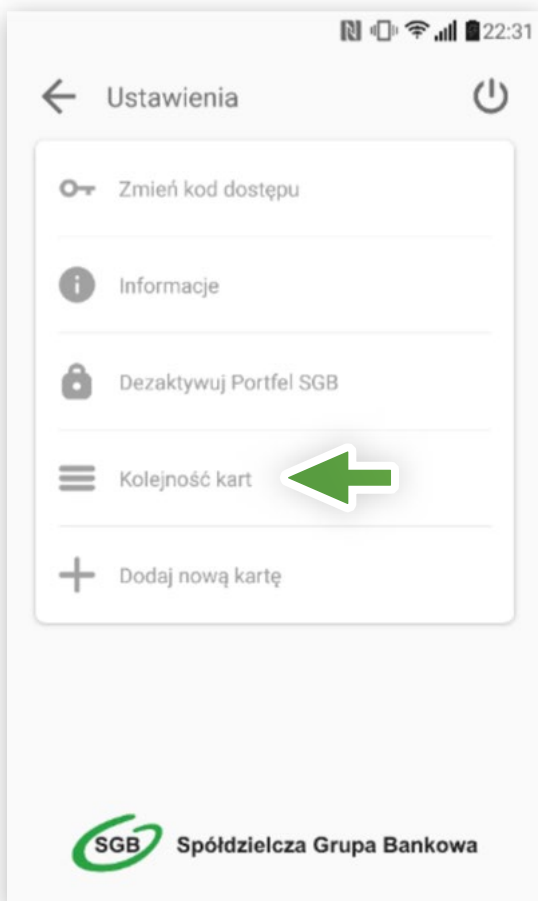 22:31
Ustawienia
Zmień kod dostępu
Informacje
Dezaktywuj Portfel SGB
Kolejność kart
Dodaj nową kartę
SGB Spółdzielcza Grupa Bankowa